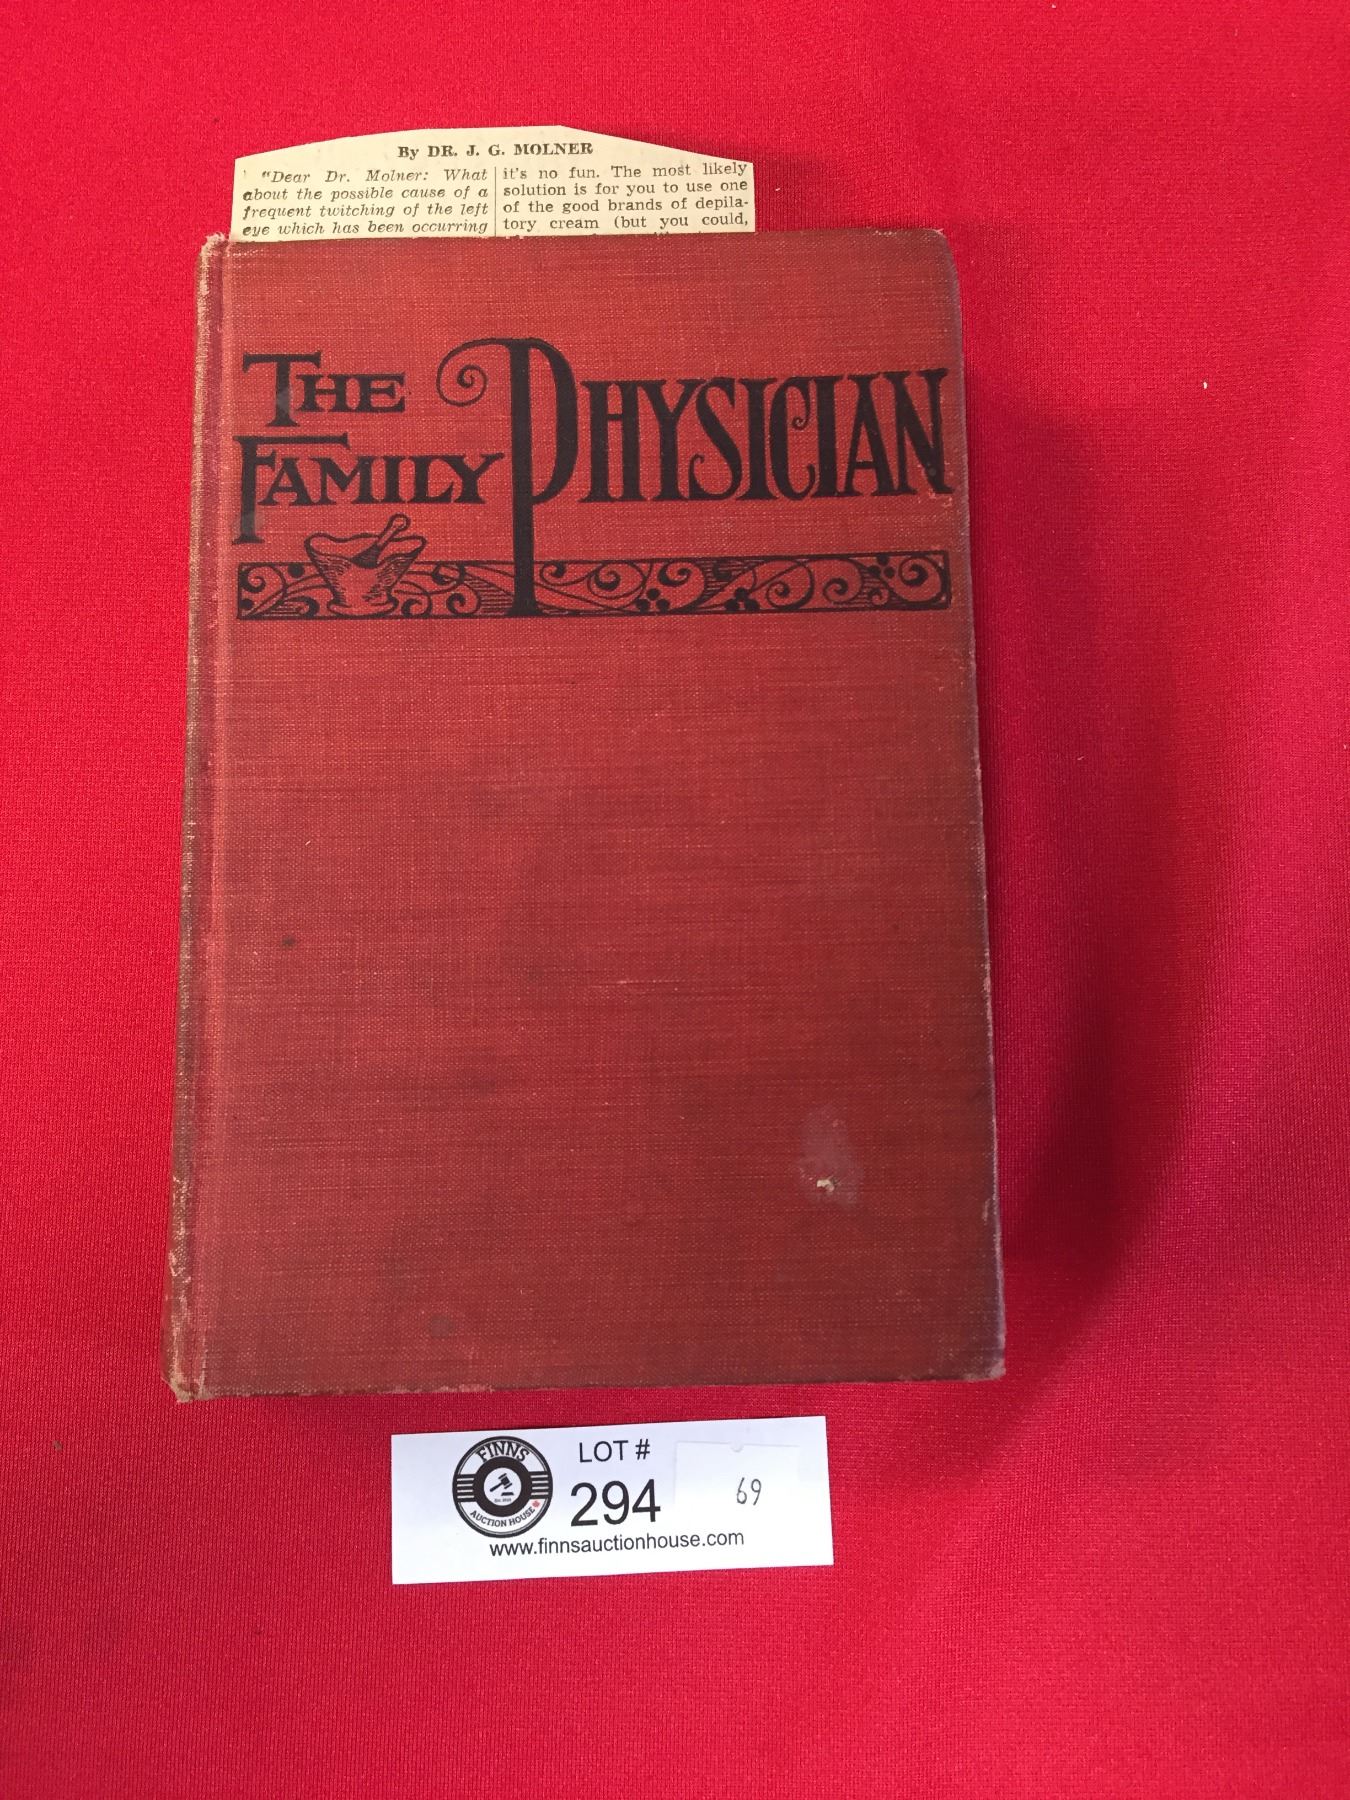 By DR. J. G. MOLNER
"Dear Dr. Molner: What
about the possible cause of a
frequent twitching of the left
eye which has been occurring
it's no fun. The most likely
solution is for you to use one
of the good brands of depila-
tory cream (but you could,
THE
FAMILY PHYSICIAN
FINNS
AUCTION HOUSE
LOT #
294
69
www.finnsauctionhouse.com